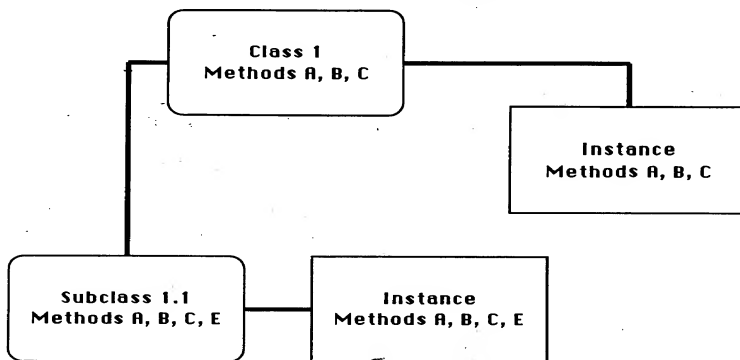 Class 1
Methods A, B, C
Instance
Methods A, B, C
Subclass 1.1
Methods A, B, C, E
Instance
Methods A, B, C, E